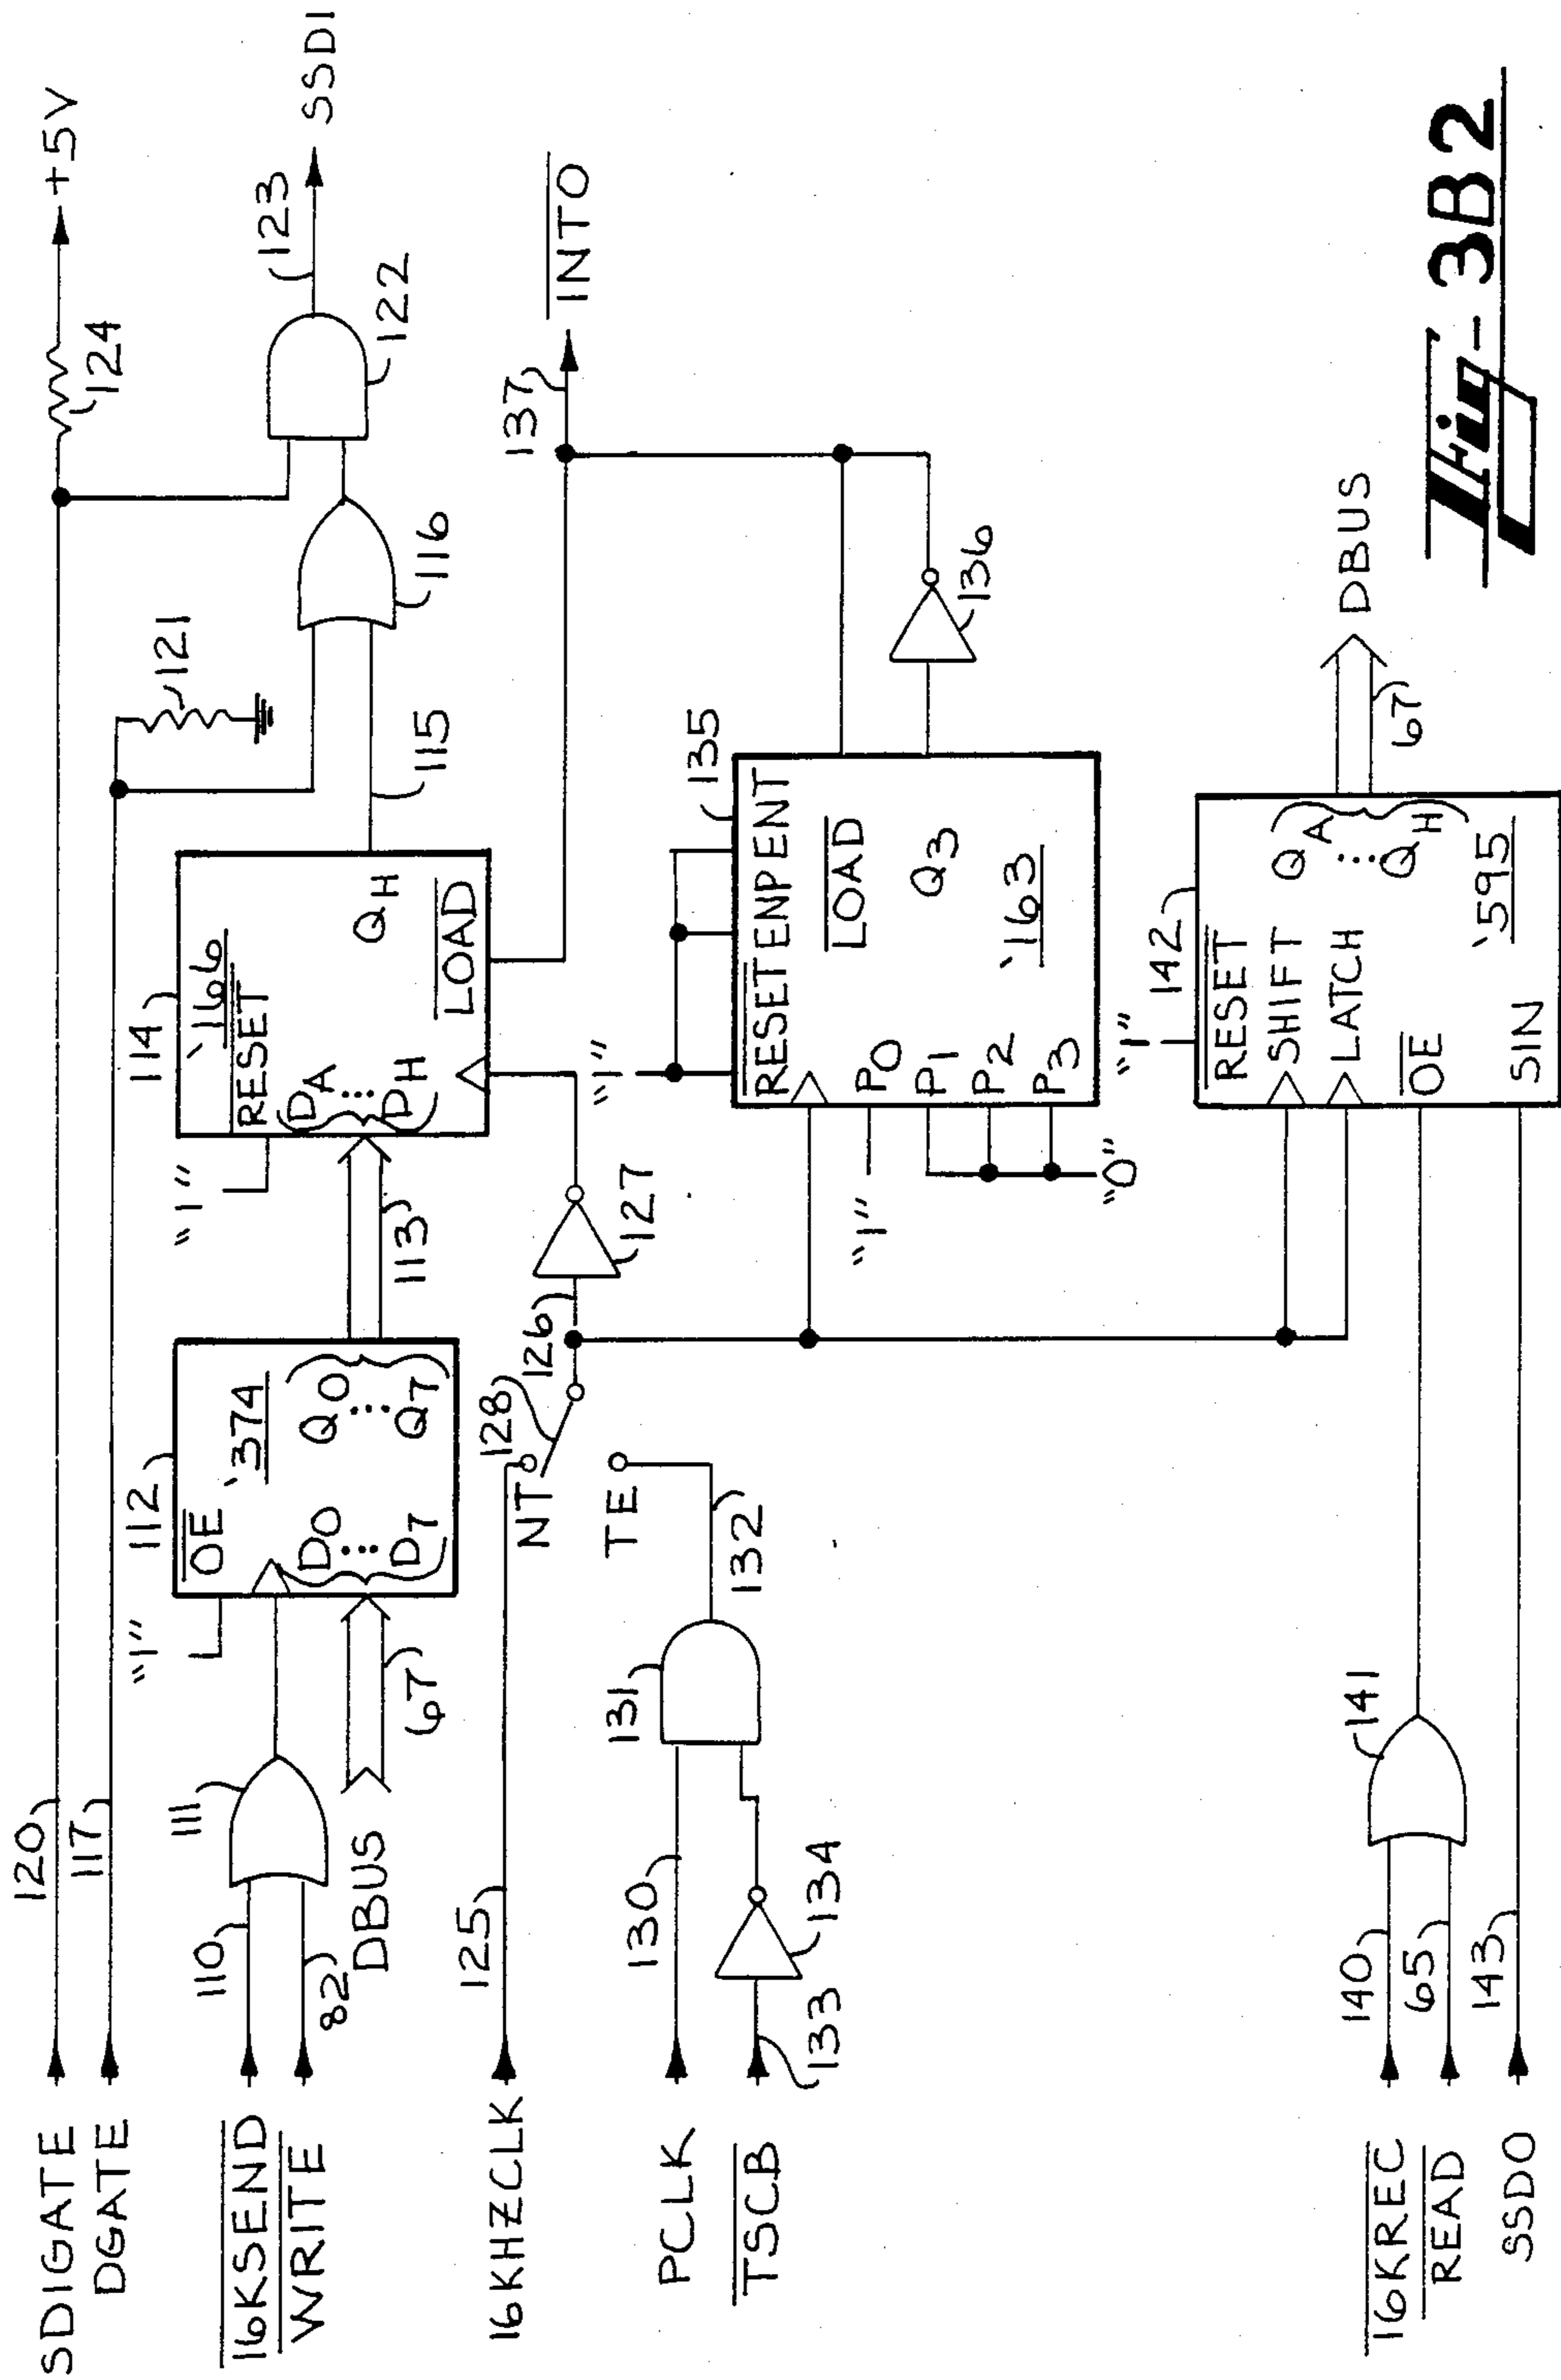 SDIGATE
120
124
+5V
DGATE
117
121
16KSEND
WRITE
110
82
111
DBUS
67
"1"
112
OE
'374
D0
⋮
D7
Q0
⋮
Q7
113
"1"
114
'166
RESET
DA
⋮
DH
QH
LOAD
115
116
122
123
SSDI
16KHZCLK
125
NT
128
126
127
TE
PCLK
130
TSCB
133
134
131
132
"1"
135
RESET ENP ENT
LOAD
P0
P1
P2
P3
Q3
'163
"1"
"0"
136
137
INTO
16KREC
READ
140
65
141
SSDO
143
"1"
142
RESET
SHIFT
LATCH
OE
SIN
QA
⋮
QH
'595
67
DBUS
Fig-3B2